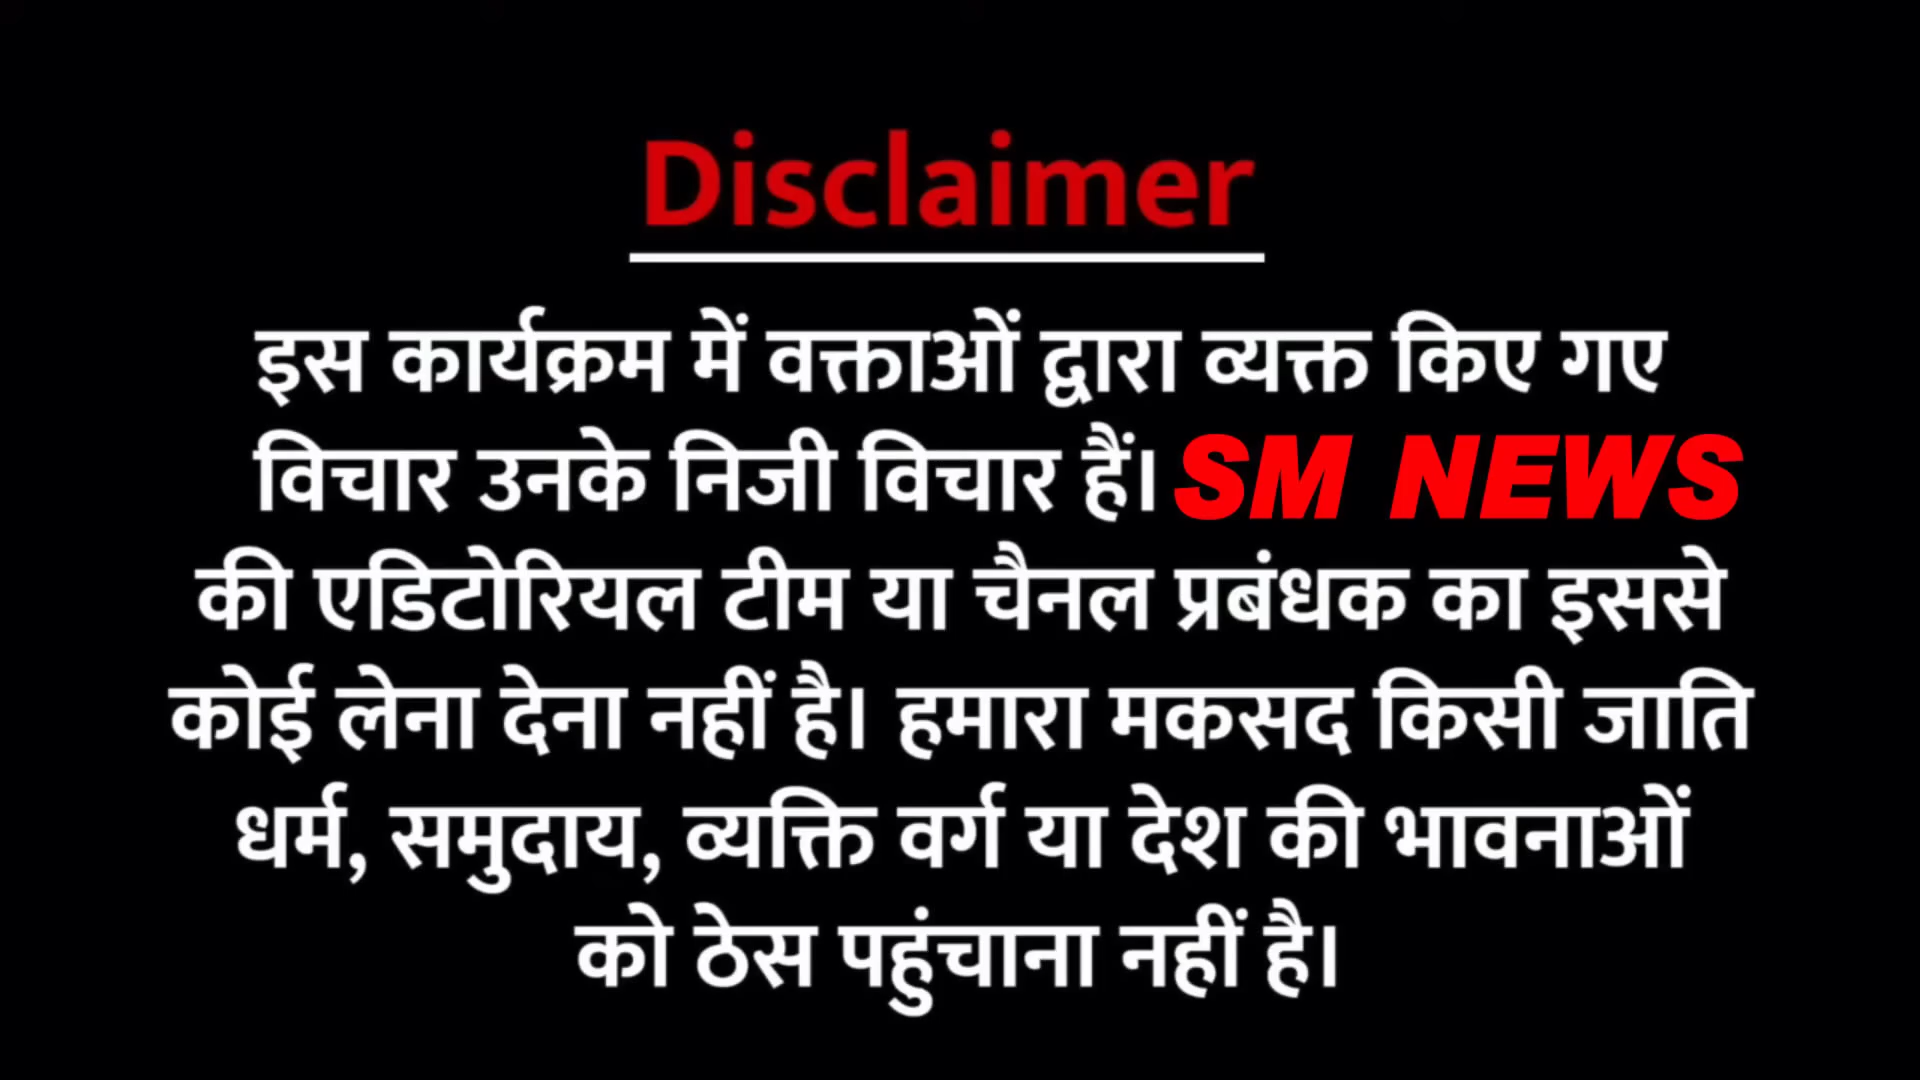 Disclaimer
इस कार्यक्रम में वक्ताओं द्वारा व्यक्त किए गए
विचार उनके निजी विचार हैं। SM NEWS
की एडिटोरियल टीम या चैनल प्रबंधक का इससे
कोई लेना देना नहीं है। हमारा मकसद किसी जाति
धर्म, समुदाय, व्यक्ति वर्ग या देश की भावनाओं
को ठेस पहुंचाना नहीं है।